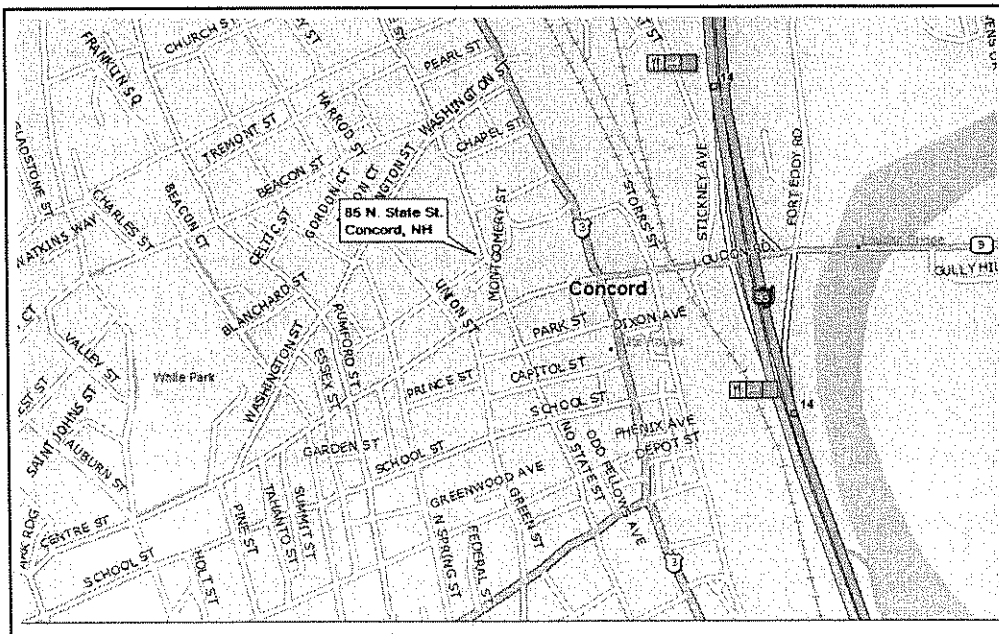 CHURCH ST
FRANKLIN SQ
PEARL ST
WASHINGTON ST
HARROD ST
TREMONT ST
CHAPEL ST
BEACON ST
GLADSTONE ST
CHARLES ST
WATKINS WAY
BEACON CT
CELTIC ST
GORDON CT
85 N. State St.
Concord, NH
MONTGOMERY ST
STORRS ST
STICKNEY AVE
FORT EDDY RD
14
3
LOUDON RD
9
GULLY HILL
BLANCHARD ST
UNION ST
Concord
RUMFORD ST
PARK ST
DIXON AVE
VALLEY ST
White Park
WASHINGTON ST
ESSEX ST
PRINCE ST
CAPITOL ST
14
SAINT JOHNS ST
AUBURN ST
GARDEN ST
SCHOOL ST
SCHOOL ST
PHENIX AVE
DEPOT ST
NO STATE ST
ODD FELLOWS AVE
GREENWOOD AVE
GREEN ST
CENTRE ST
PINE ST
TAHANTO ST
SUMMIT ST
N SPRING ST
FEDERAL ST
SCHOOL ST
HOLT ST
3